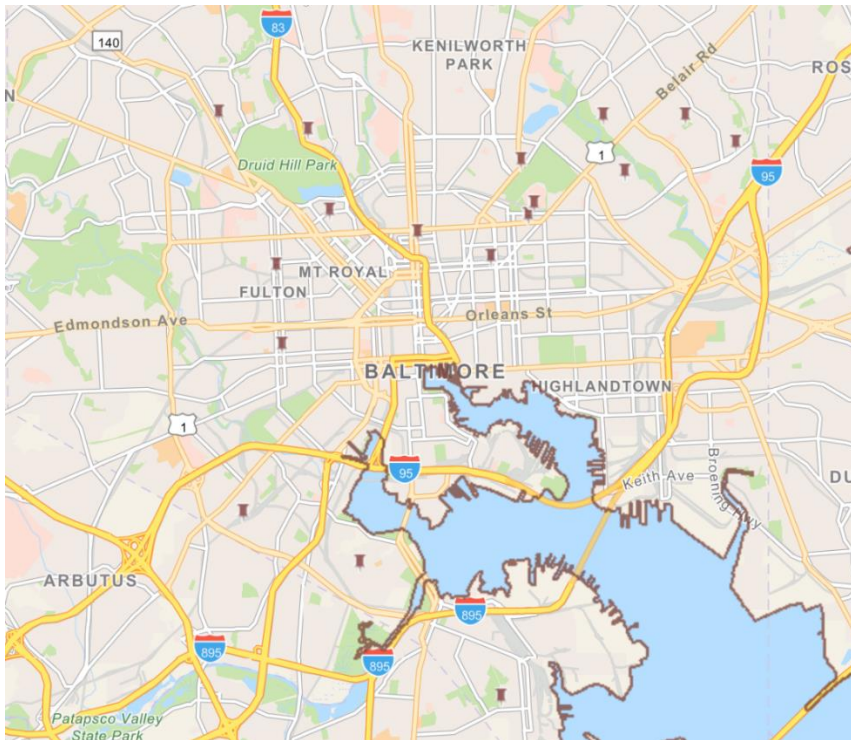 83
140
KENILWORTH
PARK
Belair Rd
ROS
N
Druid Hill Park
1
95
MT ROYAL
FULTON
Edmondson Ave
Orleans St
BALTIMORE
HIGHLANDTOWN
1
95
Keith Ave
Broening Hwy
DU
ARBUTUS
895
895
895
Patapsco Valley
State Park